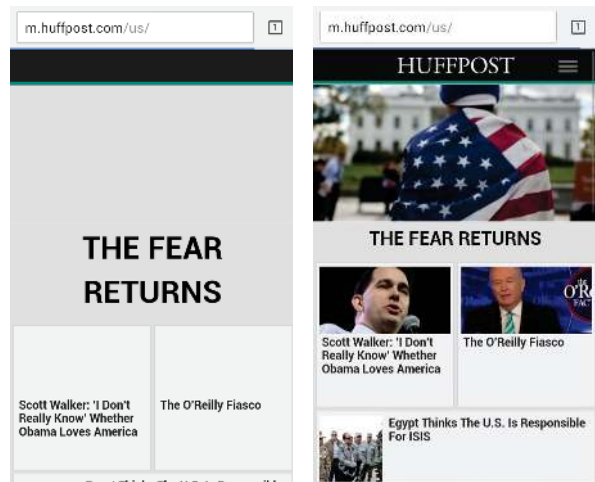 m.huffpost.com/us/
1
THE FEAR
RETURNS
Scott Walker: 'I Don't
Really Know' Whether
Obama Loves America
The O'Reilly Fiasco
m.huffpost.com/us/
1
HUFFPOST
THE FEAR RETURNS
Scott Walker: 'I Don't
Really Know' Whether
Obama Loves America
the
O'R
FAC
The O'Reilly Fiasco
Egypt Thinks The U.S. Is Responsible
For ISIS